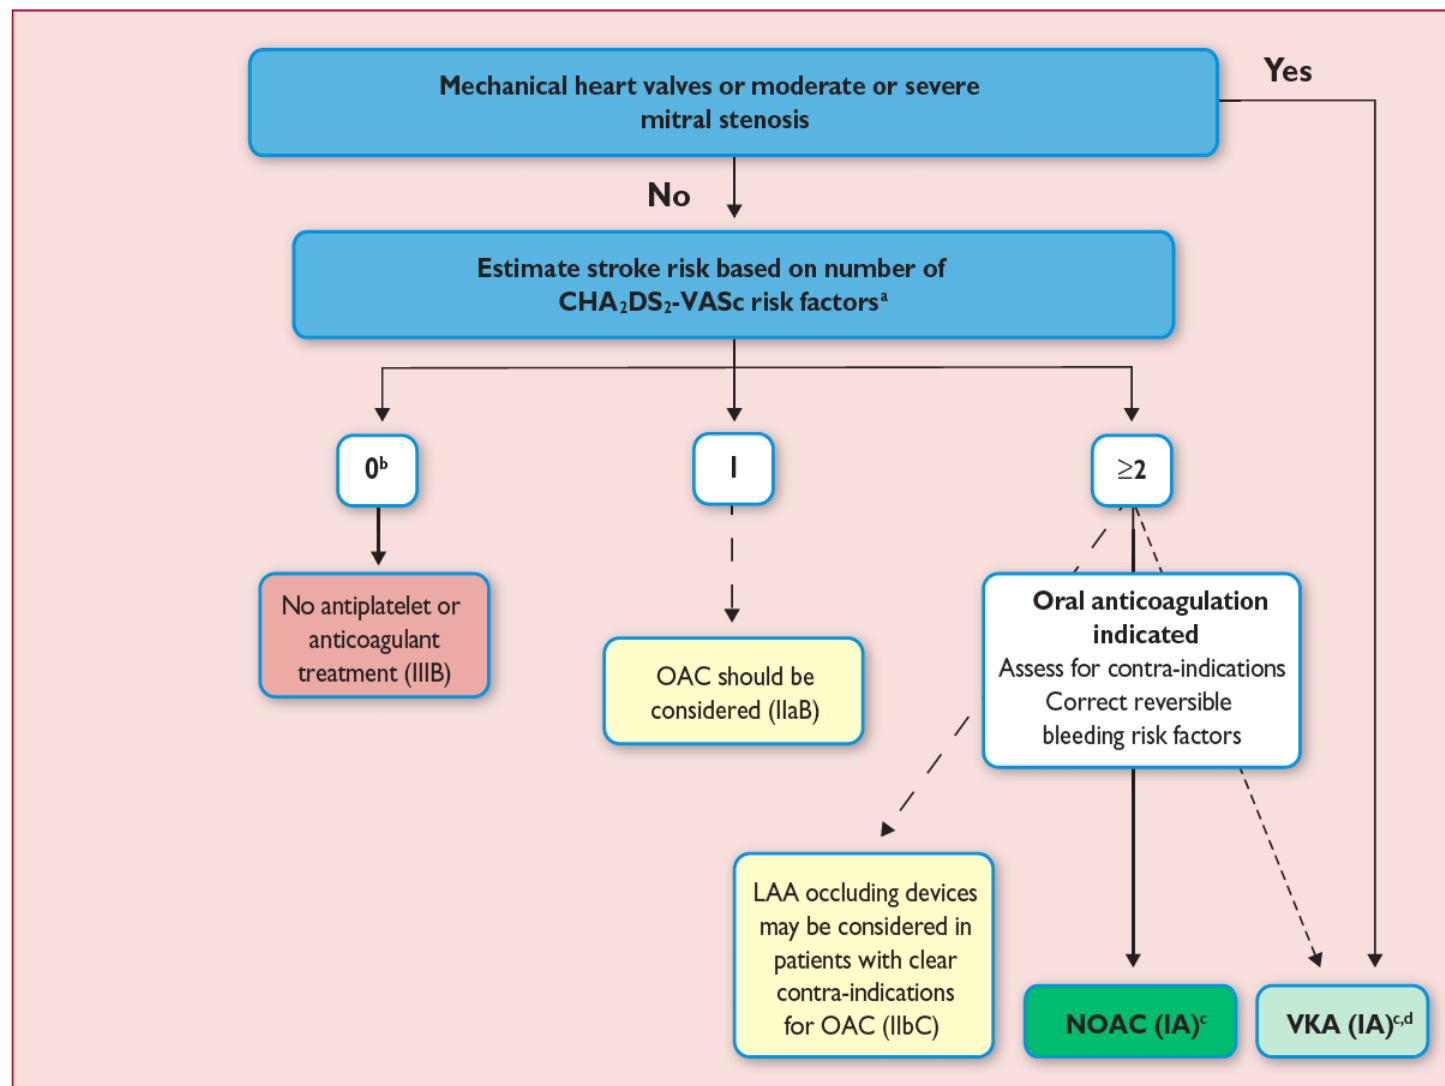 Mechanical heart valves or moderate or severe
mitral stenosis
Yes
No
Estimate stroke risk based on number of
CHA₂DS₂-VASc risk factorsᵃ
0ᵇ
1
≥2
No antiplatelet or
anticoagulant
treatment (IIIB)
OAC should be
considered (IIaB)
Oral anticoagulation
indicated
Assess for contra-indications
Correct reversible
bleeding risk factors
LAA occluding devices
may be considered in
patients with clear
contra-indications
for OAC (IIbC)
NOAC (IA)ᶜ
VKA (IA)ᶜ,ᵈ